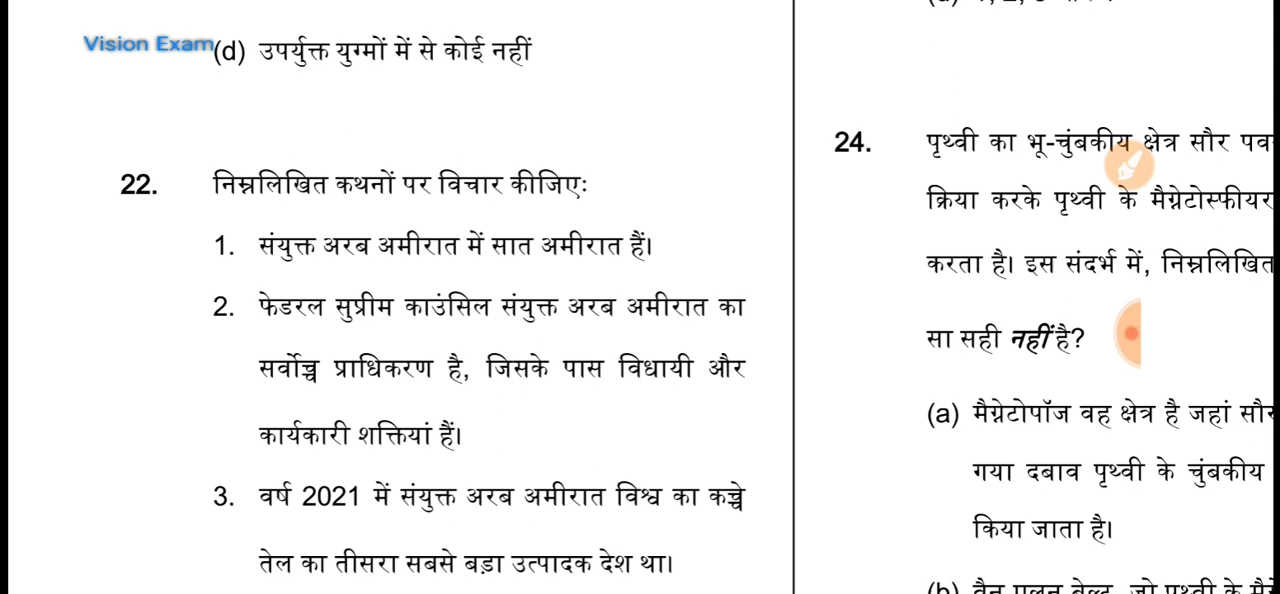 Vision Exam
(d) उपर्युक्त युग्मों में से कोई नहीं
22. निम्नलिखित कथनों पर विचार कीजिए:
1. संयुक्त अरब अमीरात में सात अमीरात हैं।
2. फेडरल सुप्रीम काउंसिल संयुक्त अरब अमीरात का
सर्वोच्च प्राधिकरण है, जिसके पास विधायी और
कार्यकारी शक्तियां हैं।
3. वर्ष 2021 में संयुक्त अरब अमीरात विश्व का कच्चे
तेल का तीसरा सबसे बड़ा उत्पादक देश था।
24. पृथ्वी का भू-चुंबकीय क्षेत्र सौर पव
क्रिया करके पृथ्वी के मैग्नेटोस्फीयर
करता है। इस संदर्भ में, निम्नलिखित
सा सही नहीं है?
(a) मैग्नेटोपॉज वह क्षेत्र है जहां सौ
गया दबाव पृथ्वी के चुंबकीय
किया जाता है।